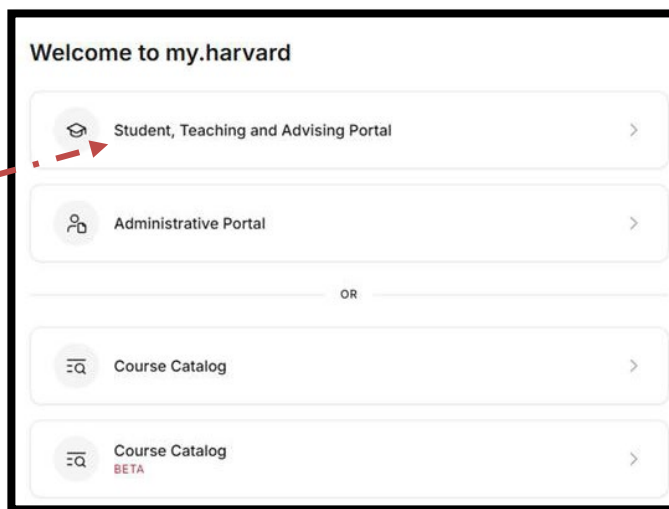 Welcome to my.harvard
Student, Teaching and Advising Portal
Administrative Portal
OR
Course Catalog
Course Catalog
BETA